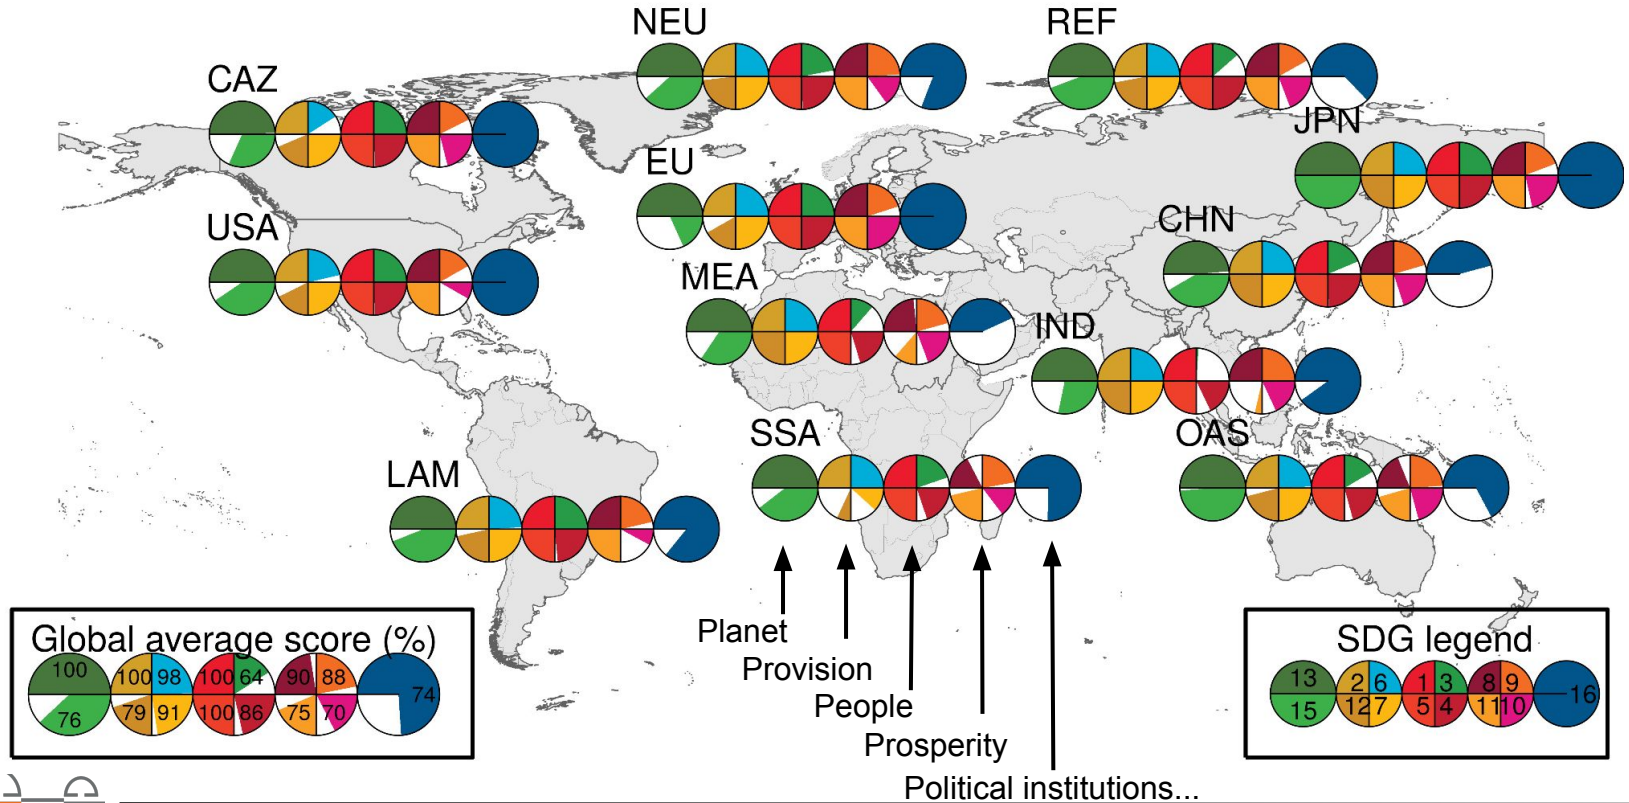 NEU
REF
CAZ
JPN
EU
CHN
USA
MEA
IND
SSA
OAS
LAM
Planet
Provision
People
Prosperity
Political institutions...
Global average score (%)
100 100 98 100 64 90 88 74
76 79 91 100 86 75 70
SDG legend
13 2 6 1 3 8 9 16
15 12 7 5 4 11 10